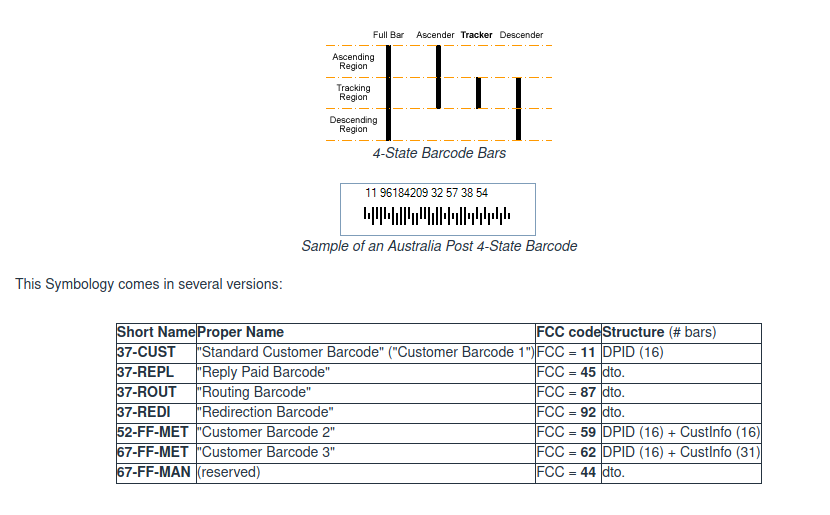 Full Bar Ascender Tracker Descender
Ascending
Region
Tracking
Region
Descending
Region
4-State Barcode Bars
11 96184209 32 57 38 54
Sample of an Australia Post 4-State Barcode
This Symbology comes in several versions:
Short Name Proper Name FCC code Structure (# bars)
37-CUST "Standard Customer Barcode" ("Customer Barcode 1") FCC = 11 DPID (16)
37-REPL "Reply Paid Barcode" FCC = 45 dto.
37-ROUT "Routing Barcode" FCC = 87 dto.
37-REDI "Redirection Barcode" FCC = 92 dto.
52-FF-MET "Customer Barcode 2" FCC = 59 DPID (16) + CustInfo (16)
67-FF-MET "Customer Barcode 3" FCC = 62 DPID (16) + CustInfo (31)
67-FF-MAN (reserved) FCC = 44 dto.